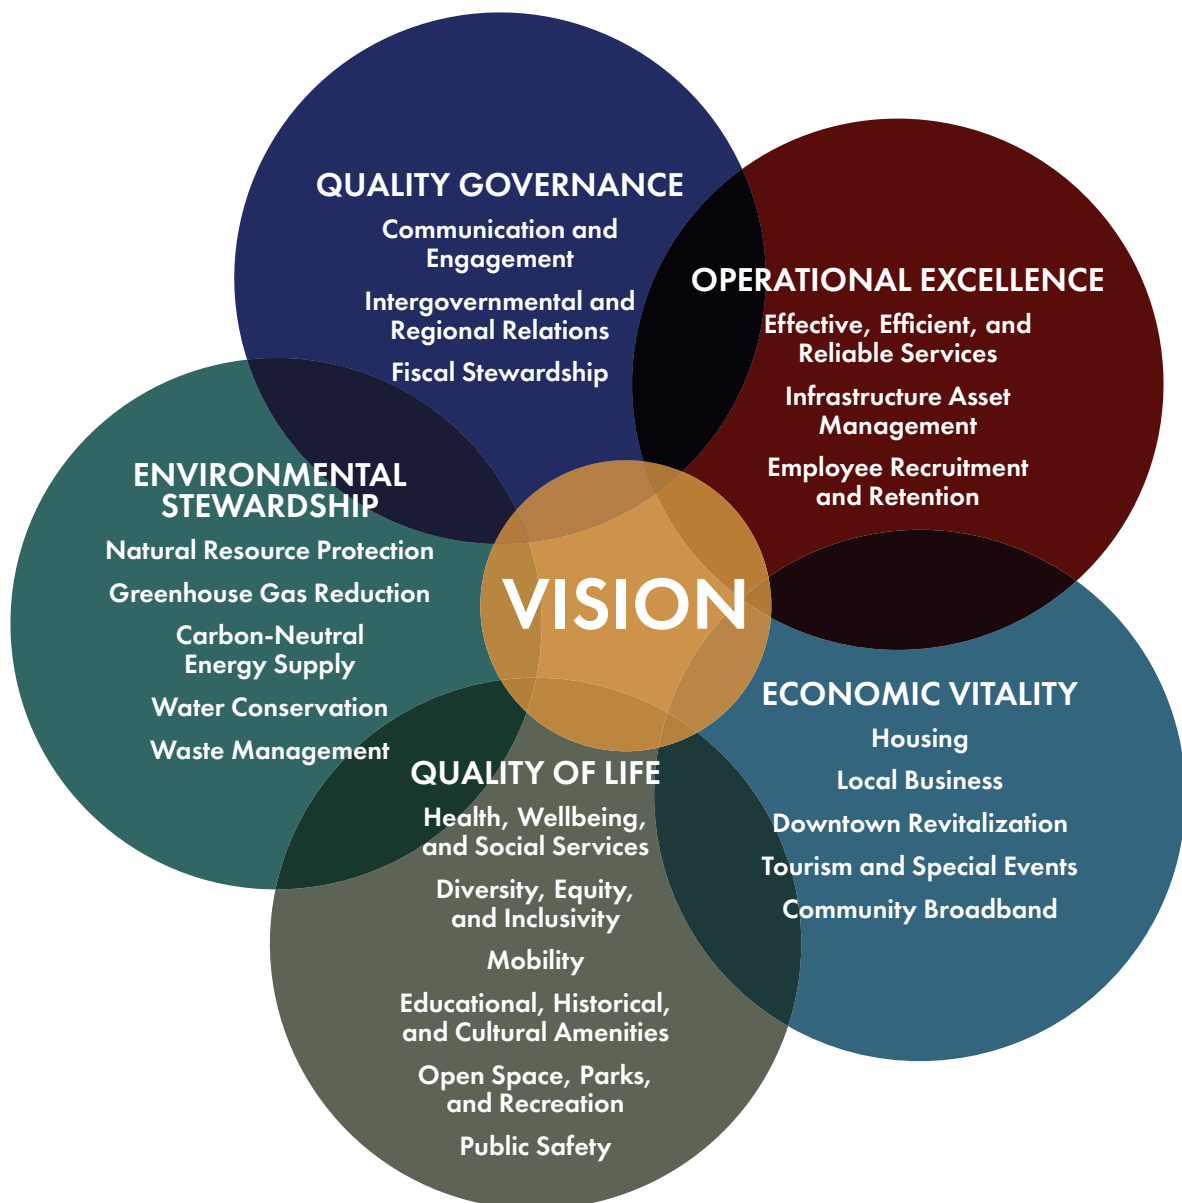 QUALITY GOVERNANCE
Communication and
Engagement
Intergovernmental and
Regional Relations
Fiscal Stewardship
OPERATIONAL EXCELLENCE
Effective, Efficient, and
Reliable Services
Infrastructure Asset
Management
Employee Recruitment
and Retention
ENVIRONMENTAL
STEWARDSHIP
Natural Resource Protection
Greenhouse Gas Reduction
Carbon-Neutral
Energy Supply
Water Conservation
Waste Management
VISION
ECONOMIC VITALITY
Housing
Local Business
Downtown Revitalization
Tourism and Special Events
Community Broadband
QUALITY OF LIFE
Health, Wellbeing,
and Social Services
Diversity, Equity,
and Inclusivity
Mobility
Educational, Historical,
and Cultural Amenities
Open Space, Parks,
and Recreation
Public Safety